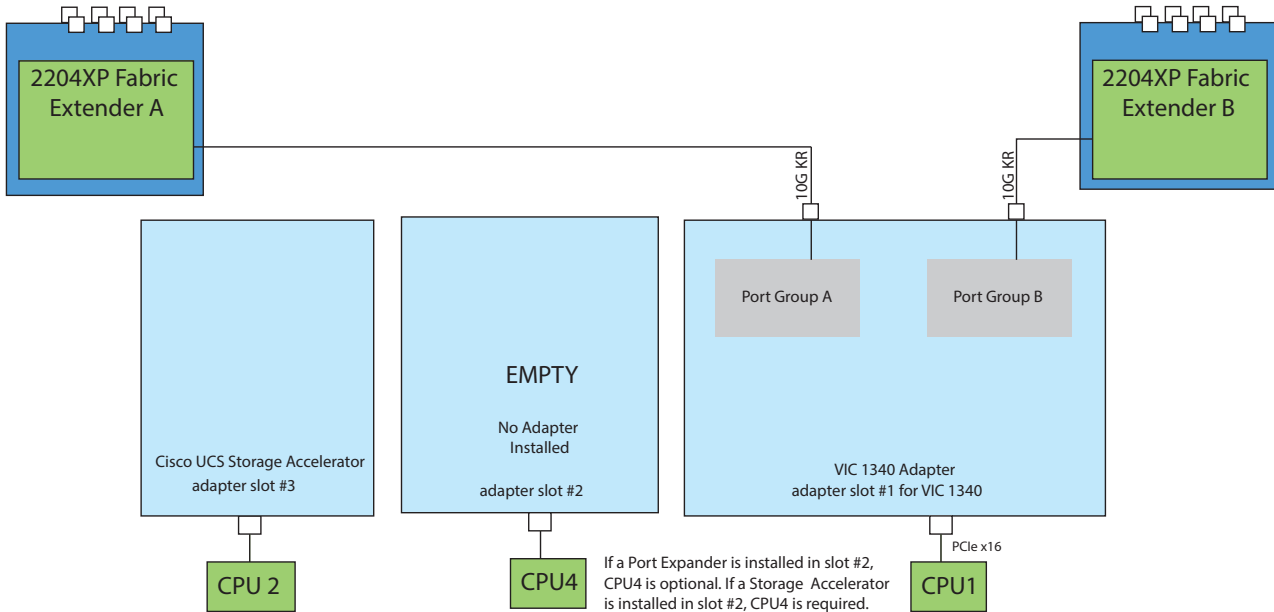 2204XP Fabric
Extender A
2204XP Fabric
Extender B
10G KR
10G KR
Port Group A
Port Group B
EMPTY
No Adapter
Installed
adapter slot #2
Cisco UCS Storage Accelerator
adapter slot #3
VIC 1340 Adapter
adapter slot #1 for VIC 1340
PCIe x16
CPU 2
CPU4
If a Port Expander is installed in slot #2,
CPU4 is optional. If a Storage Accelerator
is installed in slot #2, CPU4 is required.
CPU1